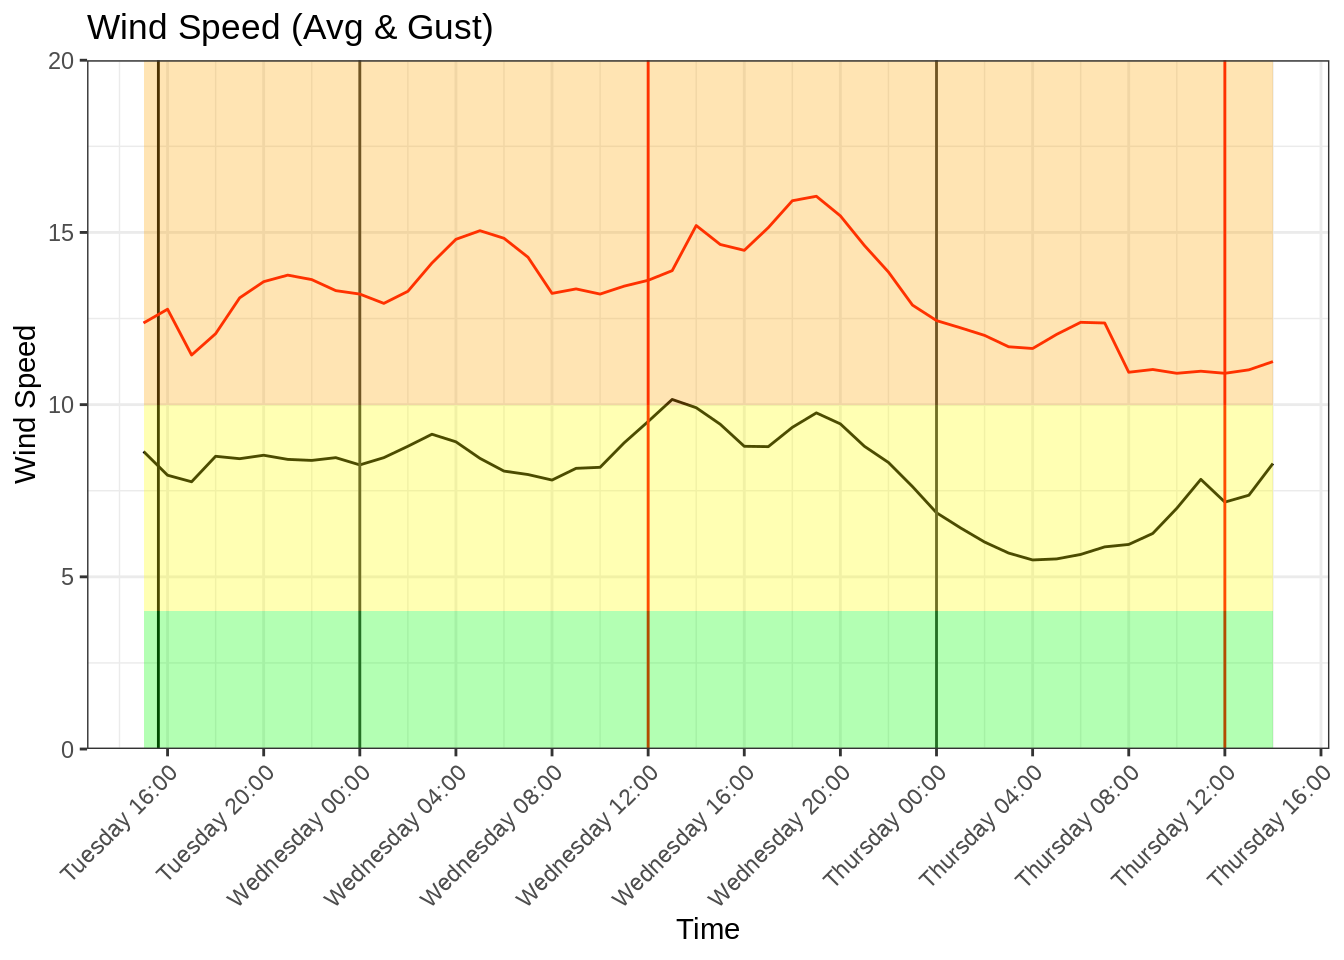 Wind Speed (Avg & Gust)
20
15
10
5
0
Wind Speed
Tuesday 16:00
Tuesday 20:00
Wednesday 00:00
Wednesday 04:00
Wednesday 08:00
Wednesday 12:00
Wednesday 16:00
Wednesday 20:00
Thursday 00:00
Thursday 04:00
Thursday 08:00
Thursday 12:00
Thursday 16:00
Time